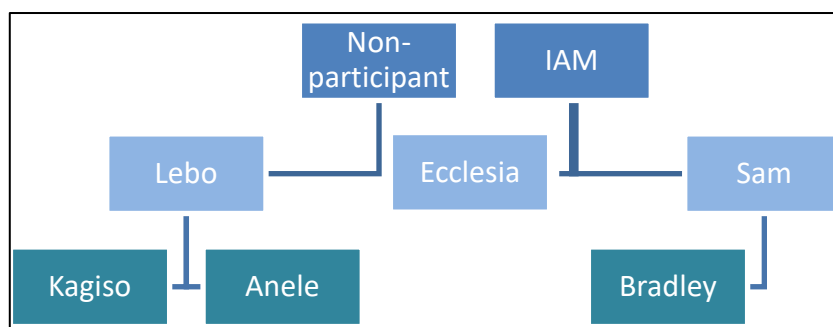 Non-
participant
IAM
Lebo
Ecclesia
Sam
Kagiso
Anele
Bradley